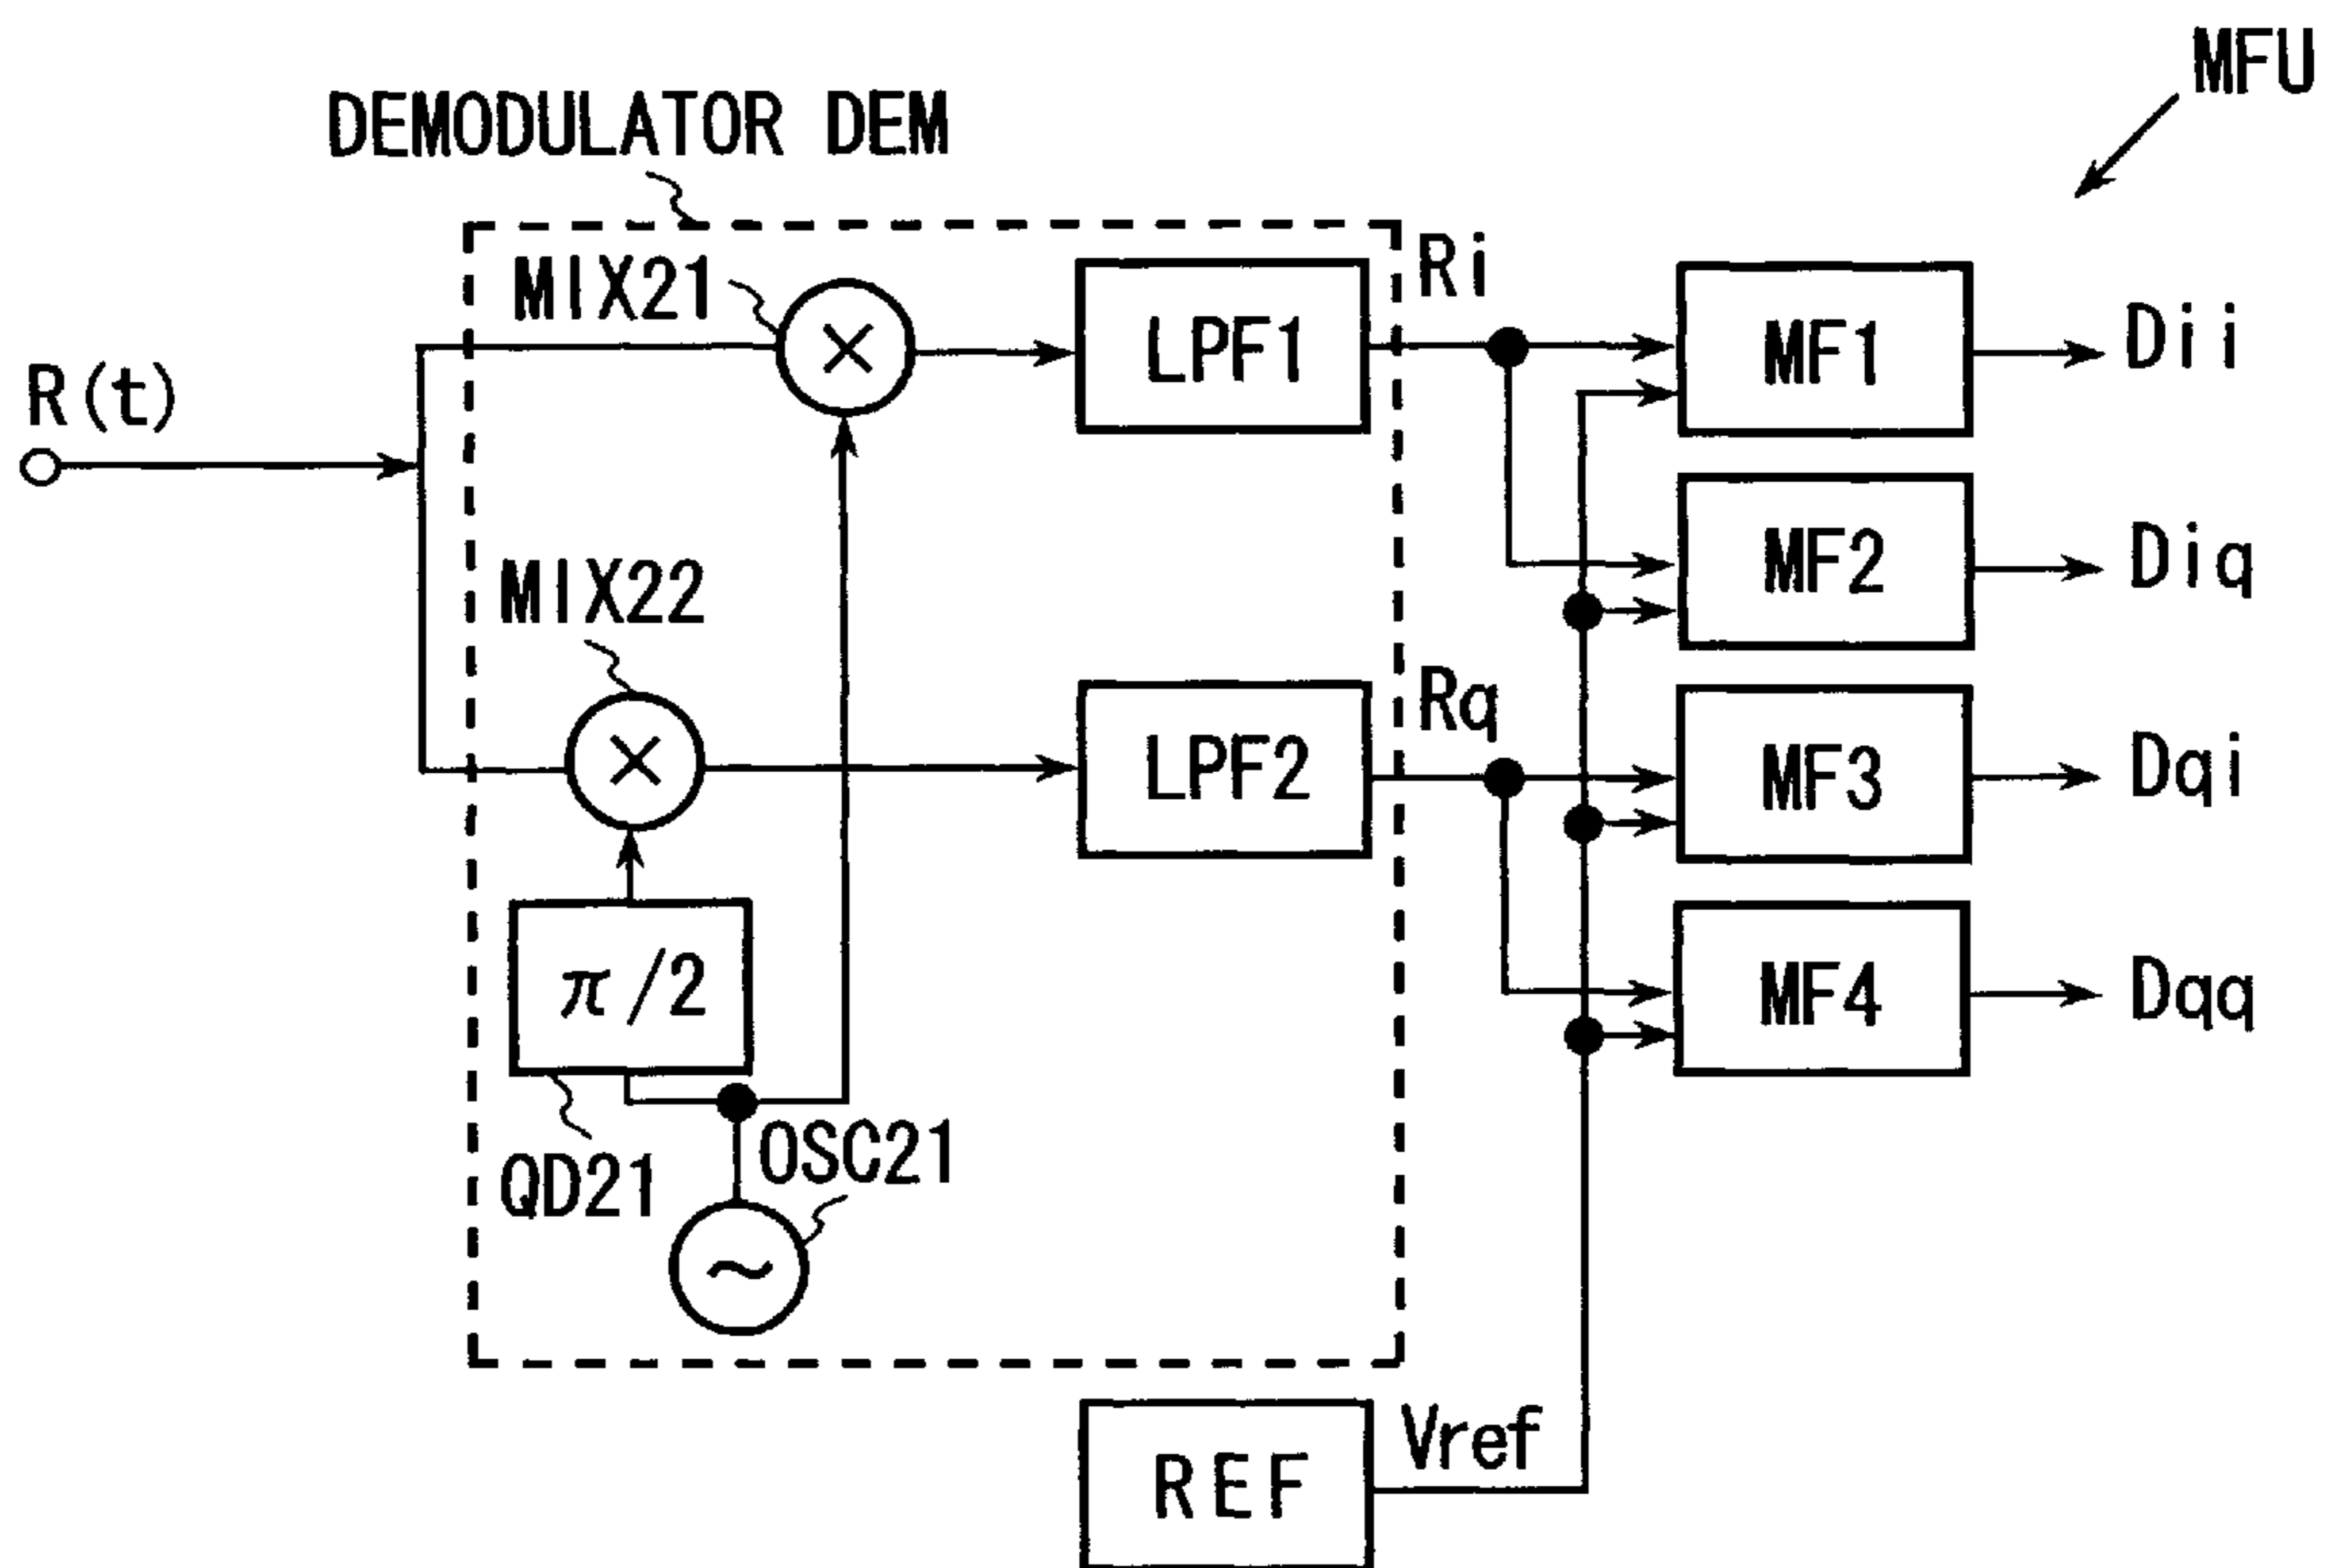 MFU
DEMODULATOR DEM
MIX21
LPF1
Ri
MF1
Dii
R(t)
MIX22
MF2
Diq
LPF2
Rq
MF3
Dqi
π/2
MF4
Dqq
QD21
OSC21
~
REF
Vref